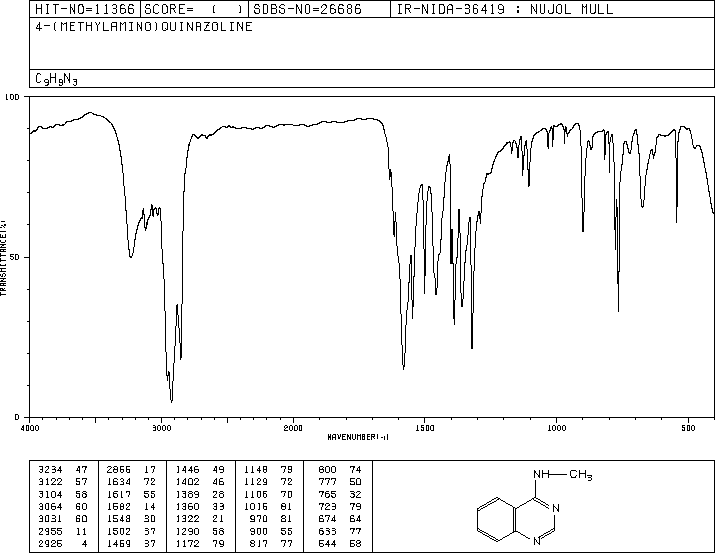 HIT-NO=11366 SCORE= ( ) SDBS-NO=26686 IR-NIDA-36419 : NUJOL MULL
4-(METHYLAMINO)QUINAZOLINE
C9H9N3
100
50
0
TRANSMITTANCE(%)
4000 3000 2000 1500 1000 500
WAVENUMBER(-1)
3234 47 2866 17 1446 49 1148 79 800 74
3122 57 1634 72 1402 46 1129 72 777 50
3104 58 1617 55 1389 28 1106 70 765 32
3064 60 1582 14 1360 33 1016 81 729 79
3031 60 1548 30 1322 21 970 81 674 64
2955 11 1502 37 1290 58 900 55 633 77
2926 4 1459 37 1172 79 817 77 544 58
NH CH3
N
N